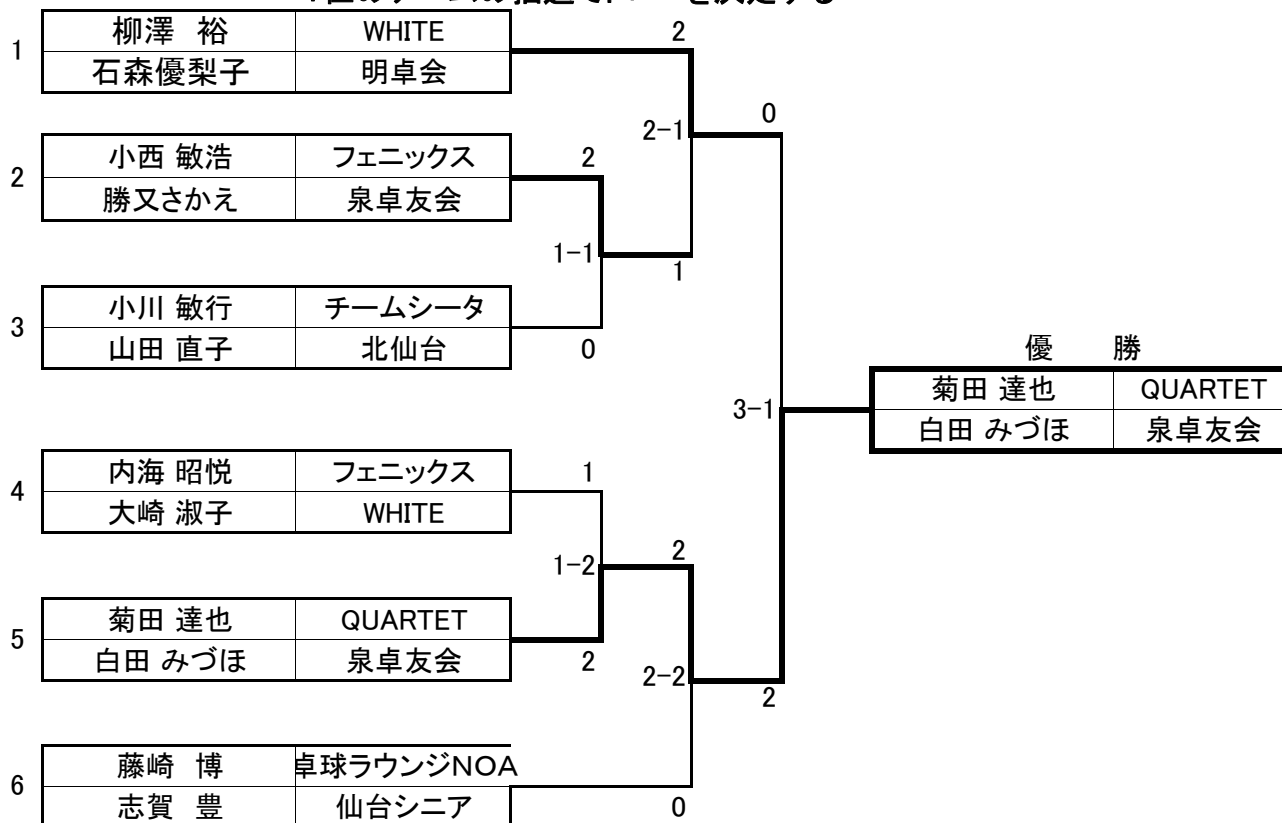 を決定する
柳澤 裕 WHITE 2
1
石森優梨子 明卓会
0
2-1
小西 敏浩 フェニックス 2
2
勝又さかえ 泉卓友会
1-1
1
小川 敏行 チームシータ
3
山田 直子 北仙台 0
優 勝
菊田 達也 QUARTET
3-1
白田 みづほ 泉卓友会
内海 昭悦 フェニックス 1
4
大崎 淑子 WHITE
2
1-2
菊田 達也 QUARTET
5
白田 みづほ 泉卓友会 2
2-2
2
藤崎 博 卓球ラウンジNOA
6
志賀 豊 仙台シニア 0